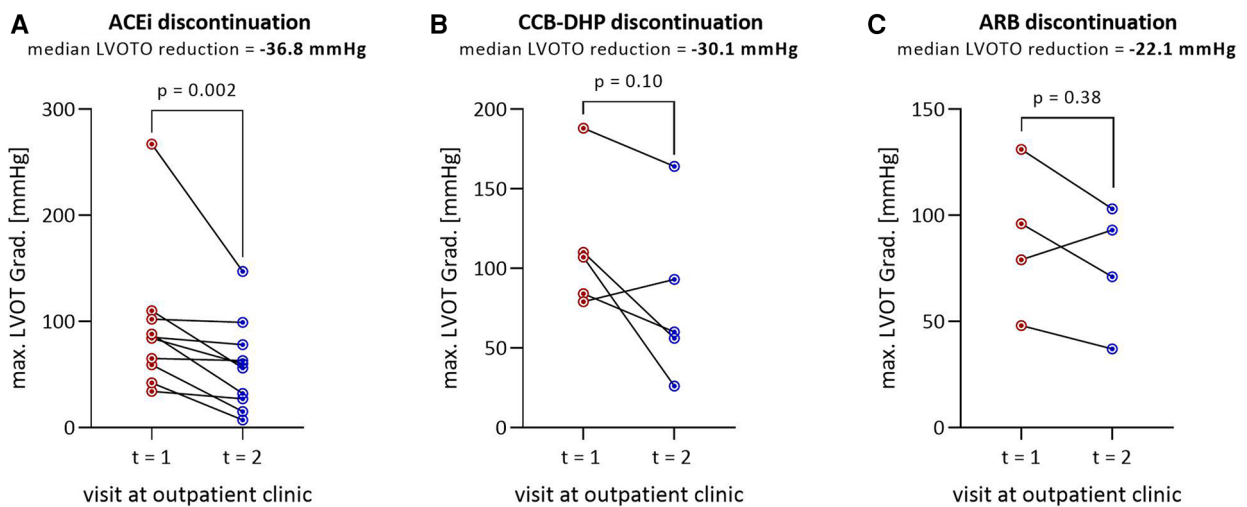 A
ACEi discontinuation
median LVOTO reduction = -36.8 mmHg
p = 0.002
max. LVOT Grad. [mmHg]
300
200
100
0
t = 1
t = 2
visit at outpatient clinic
B
CCB-DHP discontinuation
median LVOTO reduction = -30.1 mmHg
p = 0.10
max. LVOT Grad. [mmHg]
200
150
100
50
0
t = 1
t = 2
visit at outpatient clinic
C
ARB discontinuation
median LVOTO reduction = -22.1 mmHg
p = 0.38
max. LVOT Grad. [mmHg]
150
100
50
0
t = 1
t = 2
visit at outpatient clinic